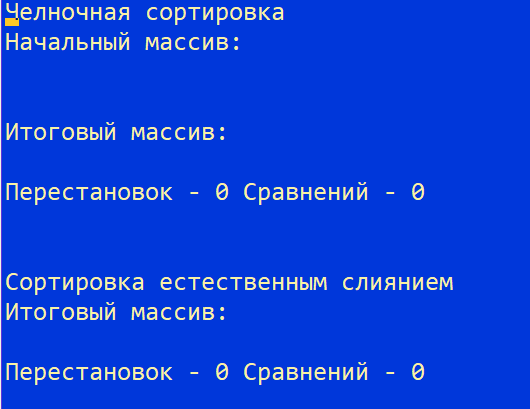 Челночная сортировка
Начальный массив:
Итоговый массив:
Перестановок - 0 Сравнений - 0
Сортировка естественным слиянием
Итоговый массив:
Перестановок - 0 Сравнений - 0